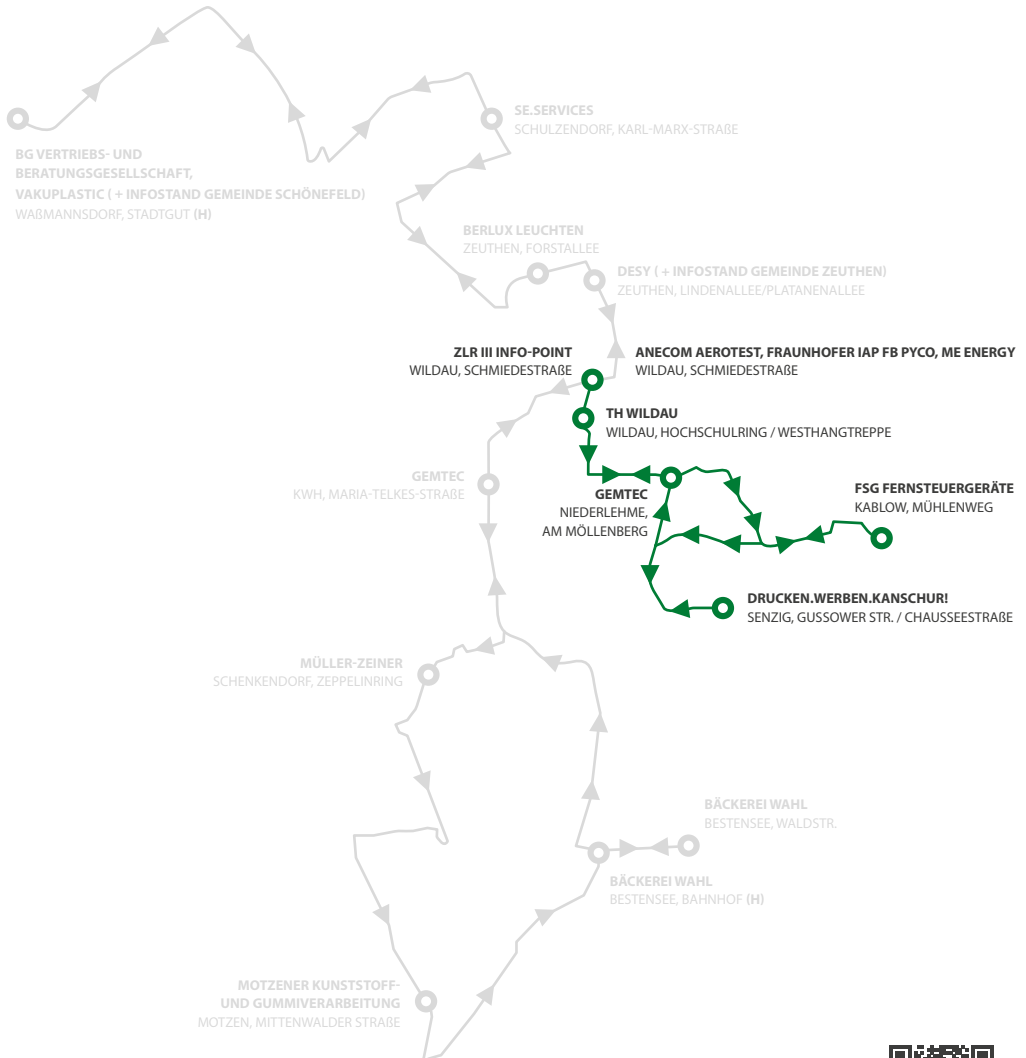 SE.SERVICES
SCHULZENDORF, KARL-MARX-STRAßE
BG VERTRIEBS- UND
BERATUNGSGESELLSCHAFT,
VAKUPLASTIC ( + INFOSTAND GEMEINDE SCHÖNEFELD)
WAßMANNSDORF, STADTGUT (H)
BERLUX LEUCHTEN
ZEUTHEN, FORSTALLEE
DESY ( + INFOSTAND GEMEINDE ZEUTHEN)
ZEUTHEN, LINDENALLEE/PLATANENALLEE
ZLR III INFO-POINT
WILDAU, SCHMIEDESTRAßE
ANECOM AEROTEST, FRAUNHOFER IAP FB PYCO, ME ENERGY
WILDAU, SCHMIEDESTRAßE
TH WILDAU
WILDAU, HOCHSCHULRING / WESTHANGTREPPE
GEMTEC
KWH, MARIA-TELKES-STRAßE
GEMTEC
NIEDERLEHME,
AM MÖLLENBERG
FSG FERNSTEUERGERÄTE
KABLOW, MÜHLENWEG
DRUCKEN.WERBEN.KANSCHUR!
SENZIG, GUSSOWER STR. / CHAUSSEESTRAßE
MÜLLER-ZEINER
SCHENKENDORF, ZEPPELINRING
BÄCKEREI WAHL
BESTENSEE, WALDSTR.
BÄCKEREI WAHL
BESTENSEE, BAHNHOF (H)
MOTZENER KUNSTSTOFF-
UND GUMMIVERARBEITUNG
MOTZEN, MITTENWALDER STRAßE